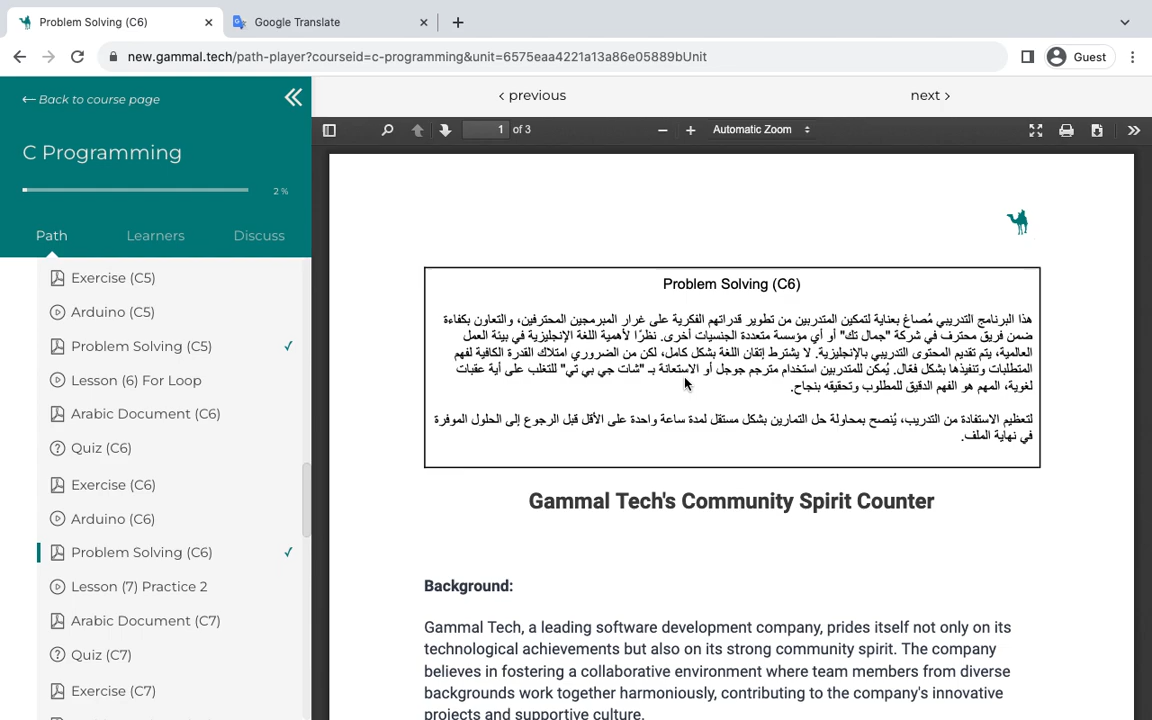 Problem Solving (C6)
Google Translate
new.gammal.tech/path-player?courseid=c-programming&unit=6575eaa4221a13a86e05889bUnit
Guest
Back to course page
C Programming
2 %
Path
Learners
Discuss
Exercise (C5)
Arduino (C5)
Problem Solving (C5)
Lesson (6) For Loop
Arabic Document (C6)
Quiz (C6)
Exercise (C6)
Arduino (C6)
Problem Solving (C6)
Lesson (7) Practice 2
Arabic Document (C7)
Quiz (C7)
Exercise (C7)
< previous
next >
1 of 3
Automatic Zoom
Problem Solving (C6)
هذا البرنامج التدريبي مُصاغ بعناية لتمكين المتدربين من تطوير قدراتهم الفكرية على غرار المبرمجين المحترفين، والتعاون بكفاءة
ضمن فريق محترف في شركة "جمال تك" أو أي مؤسسة متعددة الجنسيات أخرى. نظرًا لأهمية اللغة الإنجليزية في بيئة العمل
العالمية، يتم تقديم المحتوى التدريبي بالإنجليزية. لا يشترط إتقان اللغة بشكل كامل، لكن من الضروري امتلاك القدرة الكافية لفهم
المتطلبات وتنفيذها بشكل فعّال. يُمكن للمتدربين استخدام مترجم جوجل أو الاستعانة بـ "شات جي بي تي" للتغلب على أية عقبات
لغوية، المهم هو الفهم الدقيق للمطلوب وتحقيقه بنجاح.
لتعظيم الاستفادة من التدريب، يُنصح بمحاولة حل التمارين بشكل مستقل لمدة ساعة واحدة على الأقل قبل الرجوع إلى الحلول الموفرة
في نهاية الملف.
Gammal Tech's Community Spirit Counter
Background:
Gammal Tech, a leading software development company, prides itself not only on its
technological achievements but also on its strong community spirit. The company
believes in fostering a collaborative environment where team members from diverse
backgrounds work together harmoniously, contributing to the company's innovative
projects and supportive culture.